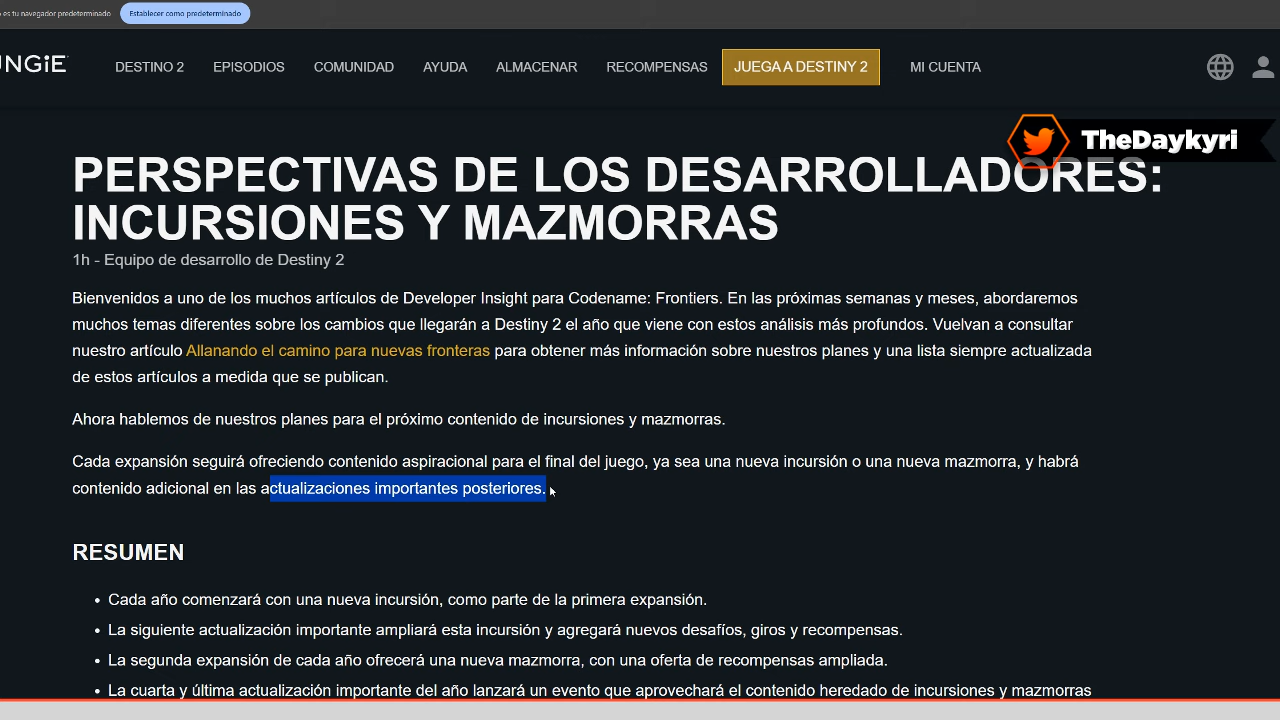 es tu navegador predeterminado Establecer como predeterminado
UNGiE DESTINO 2 EPISODIOS COMUNIDAD AYUDA ALMACENAR RECOMPENSAS JUEGA A DESTINY 2 MI CUENTA
TheDaykyri
PERSPECTIVAS DE LOS DESARROLLADORES:
INCURSIONES Y MAZMORRAS
1h - Equipo de desarrollo de Destiny 2
Bienvenidos a uno de los muchos artículos de Developer Insight para Codename: Frontiers. En las próximas semanas y meses, abordaremos
muchos temas diferentes sobre los cambios que llegarán a Destiny 2 el año que viene con estos análisis más profundos. Vuelvan a consultar
nuestro artículo Allanando el camino para nuevas fronteras para obtener más información sobre nuestros planes y una lista siempre actualizada
de estos artículos a medida que se publican.
Ahora hablemos de nuestros planes para el próximo contenido de incursiones y mazmorras.
Cada expansión seguirá ofreciendo contenido aspiracional para el final del juego, ya sea una nueva incursión o una nueva mazmorra, y habrá
contenido adicional en las actualizaciones importantes posteriores.
RESUMEN
• Cada año comenzará con una nueva incursión, como parte de la primera expansión.
• La siguiente actualización importante ampliará esta incursión y agregará nuevos desafíos, giros y recompensas.
• La segunda expansión de cada año ofrecerá una nueva mazmorra, con una oferta de recompensas ampliada.
• La cuarta y última actualización importante del año lanzará un evento que aprovechará el contenido heredado de incursiones y mazmorras